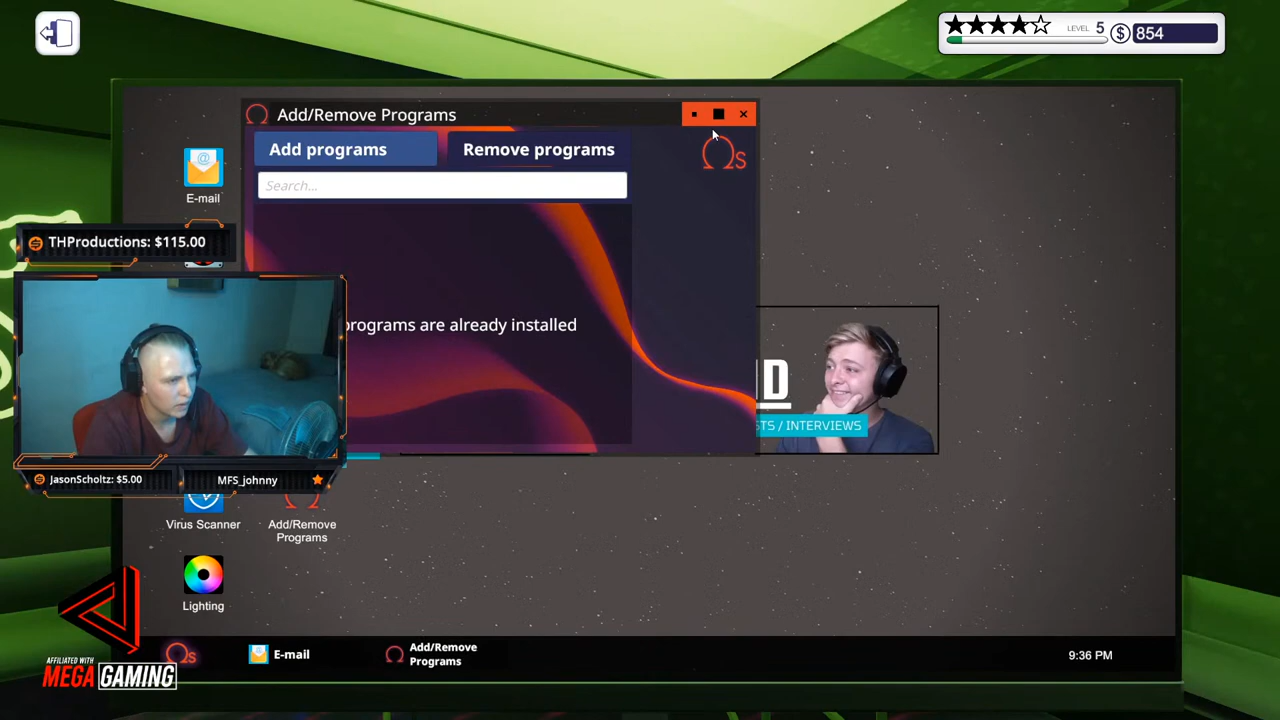 LEVEL 5 $ 854
Add/Remove Programs
Add programs
Remove programs
Search...
S
E-mail
THProductions: $115.00
programs are already installed
D
STS / INTERVIEWS
JasonScholtz: $5.00
MFS_johnny
Virus Scanner
Add/Remove
Programs
Lighting
S
E-mail
Add/Remove
Programs
9:36 PM
AFFILIATED WITH
MEGA GAMING